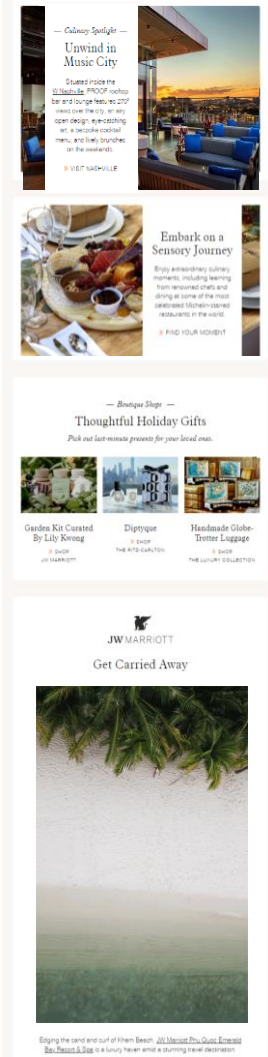 — Culinary Spotlight —
Unwind in
Music City
Situated inside the
W Nashville, PROOF rooftop
bar and lounge features 270º
views over the city, an airy
open design, eye-catching
art, a bespoke cocktail
menu, and lively brunches
on the weekends.
» VISIT NASHVILLE
Embark on a
Sensory Journey
Enjoy extraordinary culinary
moments, including learning
from renowned chefs and
dining at some of the most
celebrated Michelin-starred
restaurants in the world.
» FIND YOUR MOMENT
— Boutique Shops —
Thoughtful Holiday Gifts
Pick out last-minute presents for your loved ones.
Garden Kit Curated
By Lily Kwong
» SHOP
JW MARRIOTT
Diptyque
» SHOP
THE RITZ-CARLTON
Handmade Globe-
Trotter Luggage
» SHOP
THE LUXURY COLLECTION
JW MARRIOTT
Get Carried Away
Edging the sand and surf of Khem Beach, JW Marriott Phu Quoc Emerald
Bay Resort & Spa is a luxury haven amid a stunning travel destination